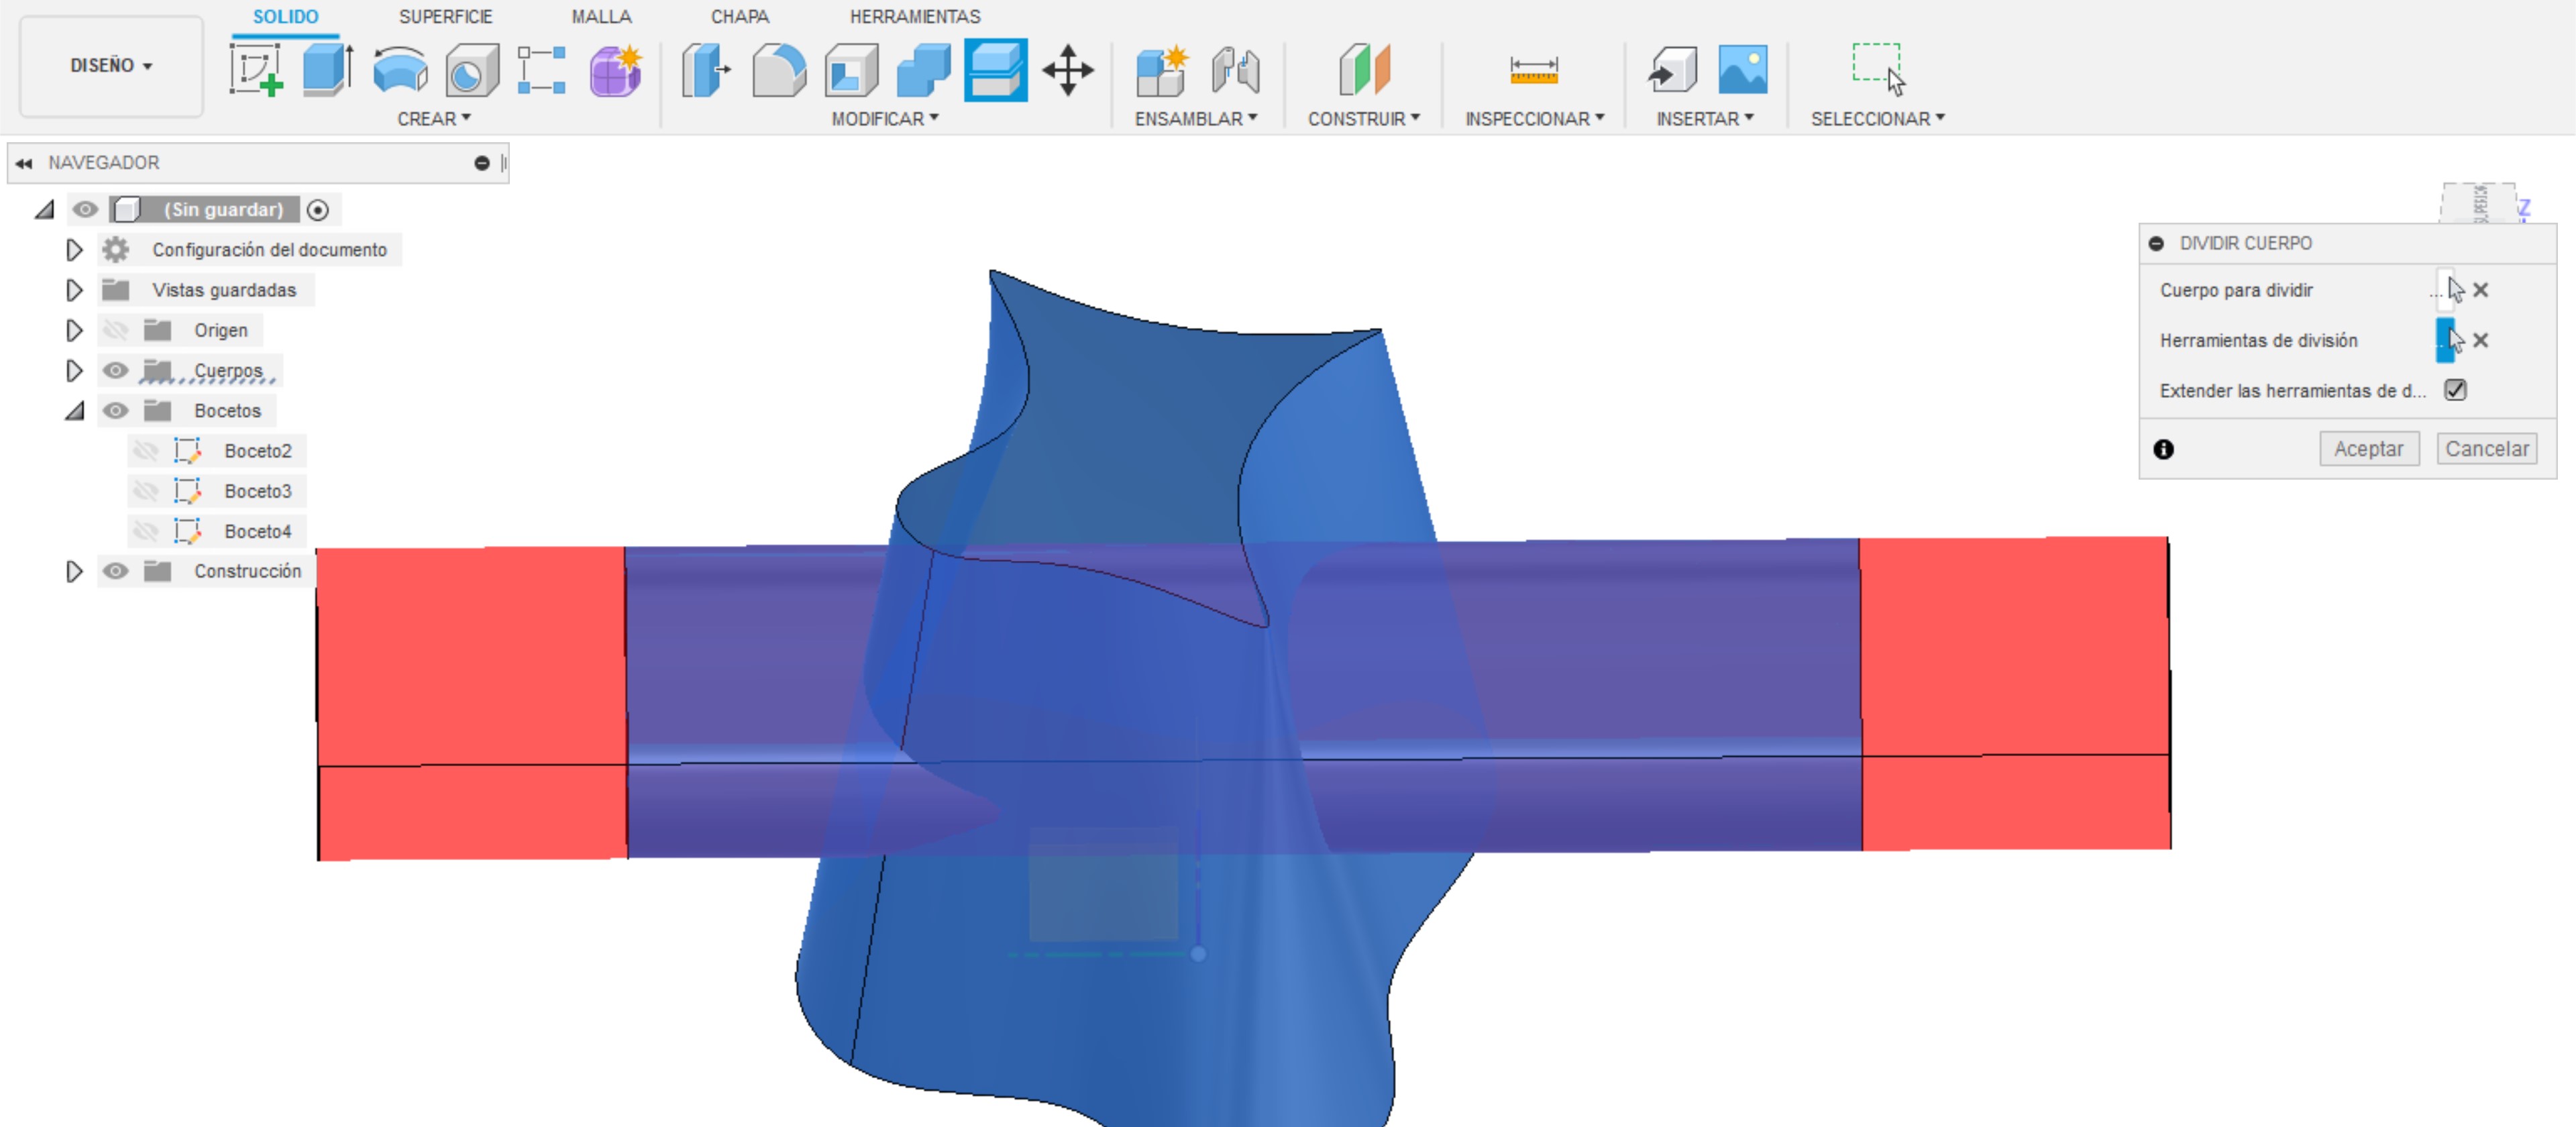 SOLIDO SUPERFICIE MALLA CHAPA HERRAMIENTAS
DISEÑO
CREAR MODIFICAR ENSAMBLAR CONSTRUIR INSPECCIONAR INSERTAR SELECCIONAR
NAVEGADOR
(Sin guardar)
Configuración del documento
Vistas guardadas
Origen
Cuerpos
Bocetos
Boceto2
Boceto3
Boceto4
Construcción
Z
DIVIDIR CUERPO
Cuerpo para dividir ...
Herramientas de división
Extender las herramientas de d...
Aceptar Cancelar